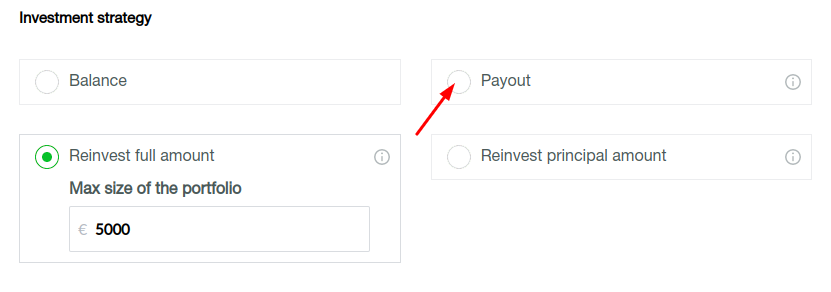 Investment strategy
Balance
Payout
Reinvest full amount
Max size of the portfolio
€ 5000
Reinvest principal amount